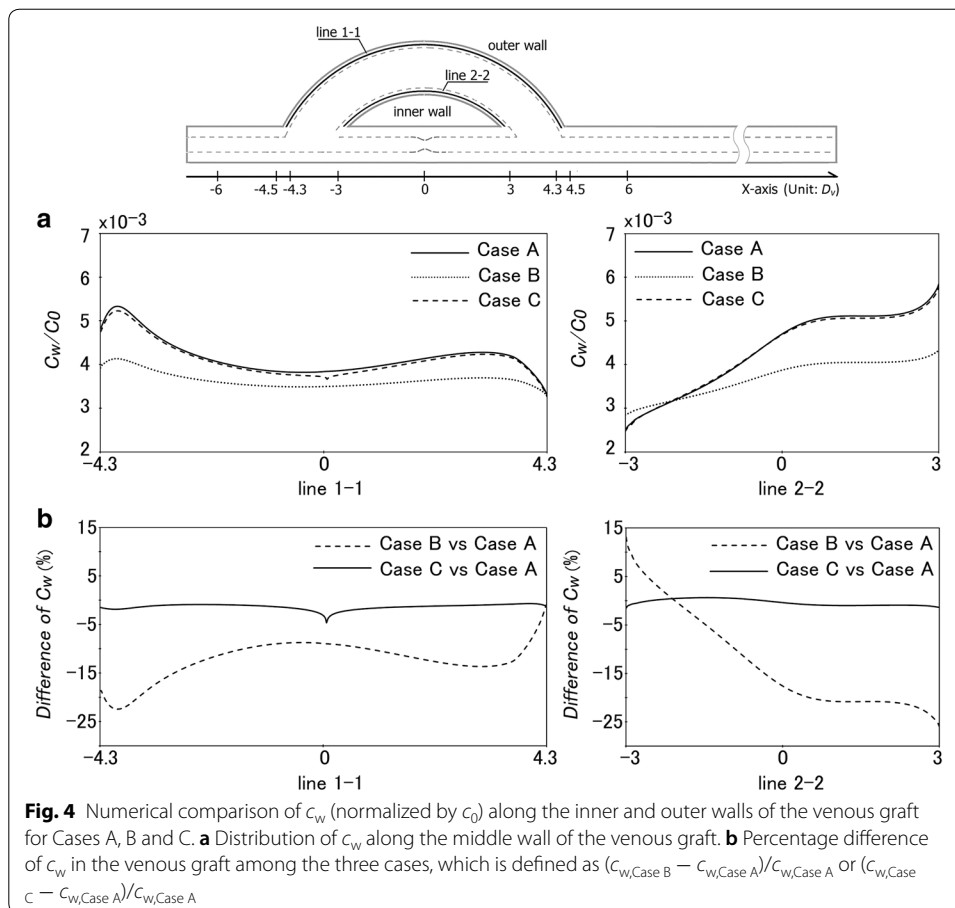 line 1-1
outer wall
line 2-2
inner wall
-6 -4.5 -4.3 -3 0 3 4.3 4.5 6 X-axis (Unit: Dv)
a
×10⁻³
7
6
5
4
3
2
Cw/C0
Case A
Case B
Case C
−4.3 0 4.3
line 1−1
×10⁻³
7
6
5
4
3
2
Cw/C0
Case A
Case B
Case C
−3 0 3
line 2−2
b
15
5
−5
−15
−25
Difference of Cw (%)
Case B vs Case A
Case C vs Case A
−4.3 0 4.3
line 1−1
15
5
−5
−15
−25
Difference of Cw (%)
Case B vs Case A
Case C vs Case A
−3 0 3
line 2−2
Fig. 4 Numerical comparison of cw (normalized by c0) along the inner and outer walls of the venous graft
for Cases A, B and C. a Distribution of cw along the middle wall of the venous graft. b Percentage difference
of cw in the venous graft among the three cases, which is defined as (cw,Case B − cw,Case A)/cw,Case A or (cw,Case
C − cw,Case A)/cw,Case A